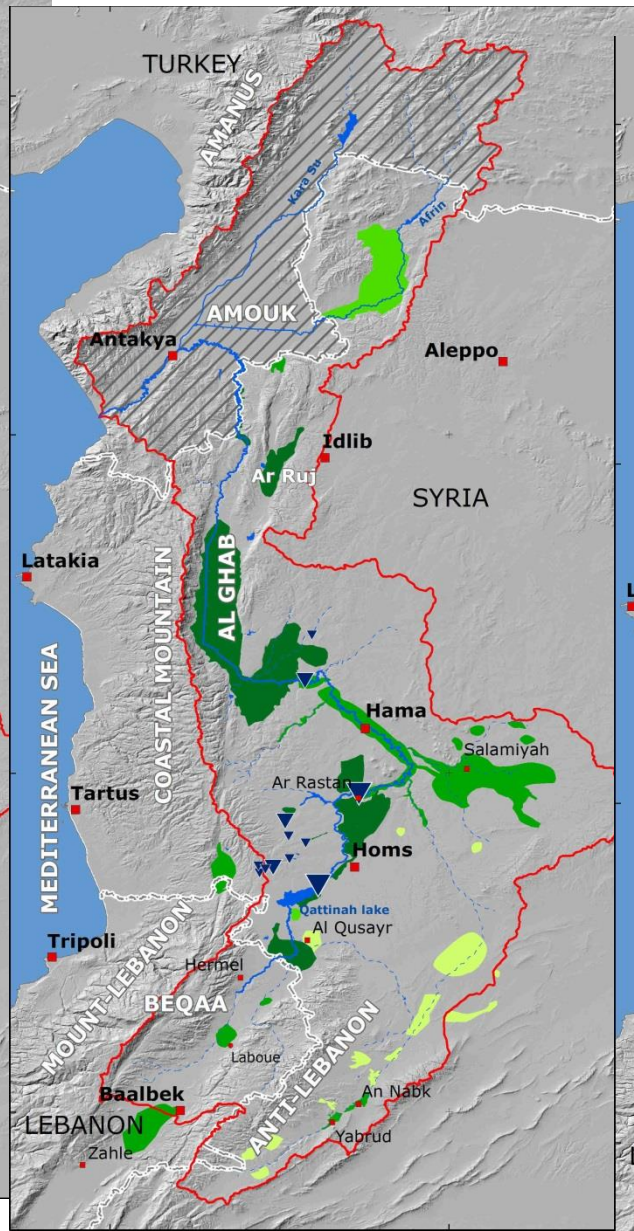 TURKEY
AMANUS
Kara Su
Afrin
AMOUK
Antakya
Aleppo
Idlib
Ar Ruj
SYRIA
Latakia
AL GHAB
COASTAL MOUNTAIN
MEDITERRANEAN SEA
Hama
Salamiyah
Ar Rastan
Tartus
Homs
Qattinah lake
Al Qusayr
Tripoli
Hermel
MOUNT-LEBANON
BEQAA
Laboue
ANTI-LEBANON
An Nabk
Baalbek
LEBANON
Yabrud
Zahle
L